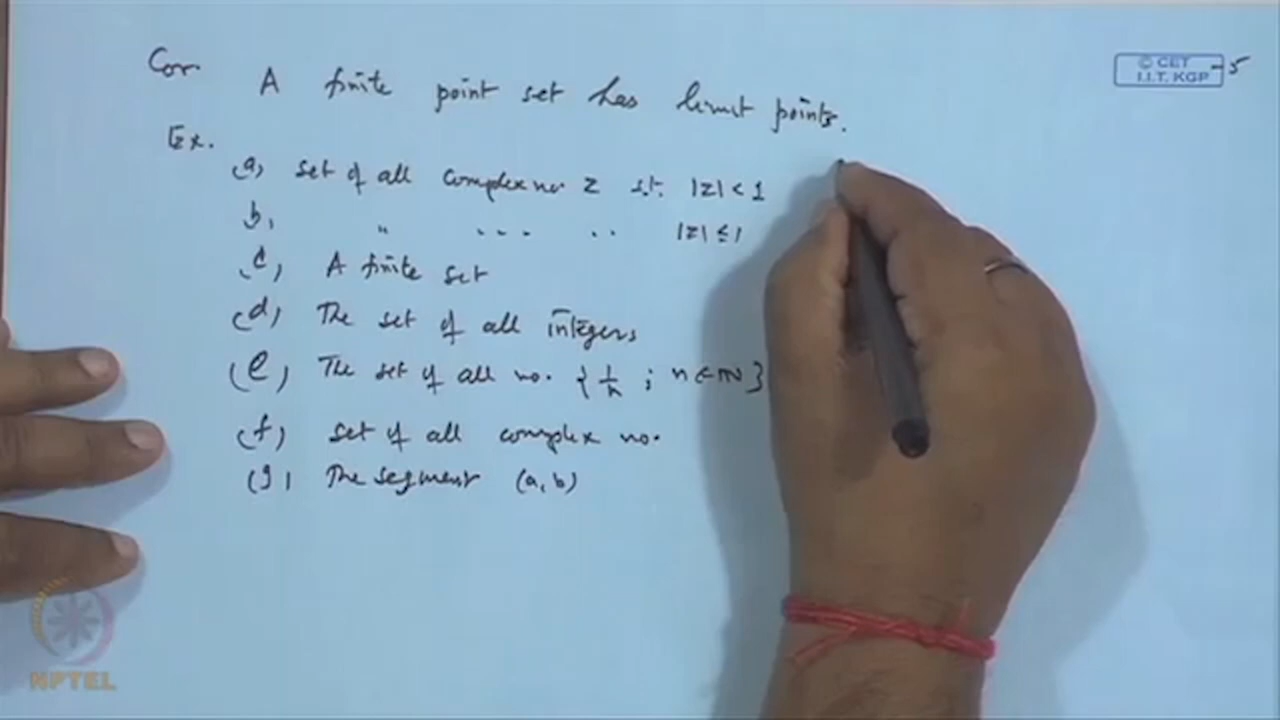 © CET
I.I.T. KGP
-5
Cor. A finite point set has limit points.
Ex.
(a) Set of all complex no z s.t. |z| < 1
b, " " " |z| ≤ 1
(c) A finite set
(d) The set of all integers
(e) The set of all no. {1/n ; n ∈ N}
(f) set of all complex no.
(g) The segment (a, b)
NPTEL